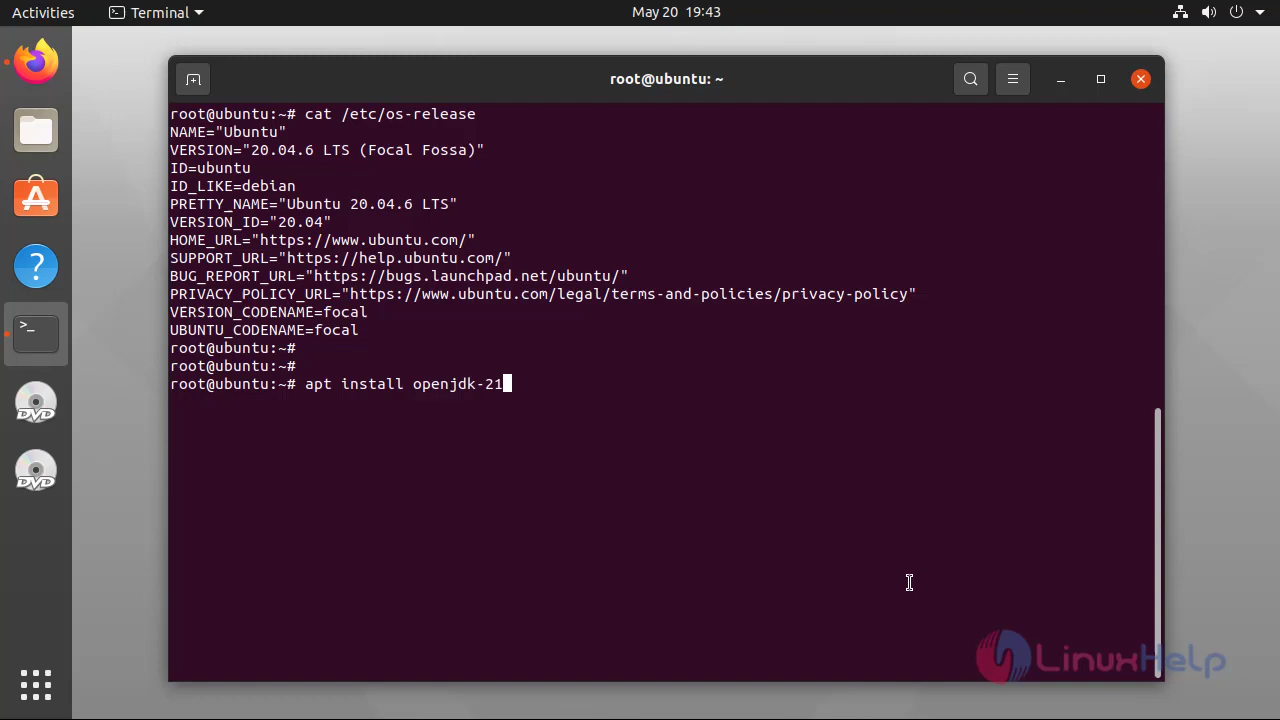 Activities
Terminal
May 20 19:43
root@ubuntu: ~
root@ubuntu:~# cat /etc/os-release
NAME="Ubuntu"
VERSION="20.04.6 LTS (Focal Fossa)"
ID=ubuntu
ID_LIKE=debian
PRETTY_NAME="Ubuntu 20.04.6 LTS"
VERSION_ID="20.04"
HOME_URL="https://www.ubuntu.com/"
SUPPORT_URL="https://help.ubuntu.com/"
BUG_REPORT_URL="https://bugs.launchpad.net/ubuntu/"
PRIVACY_POLICY_URL="https://www.ubuntu.com/legal/terms-and-policies/privacy-policy"
VERSION_CODENAME=focal
UBUNTU_CODENAME=focal
root@ubuntu:~#
root@ubuntu:~#
root@ubuntu:~# apt install openjdk-21
>_
DVD
DVD
LinuxHelp